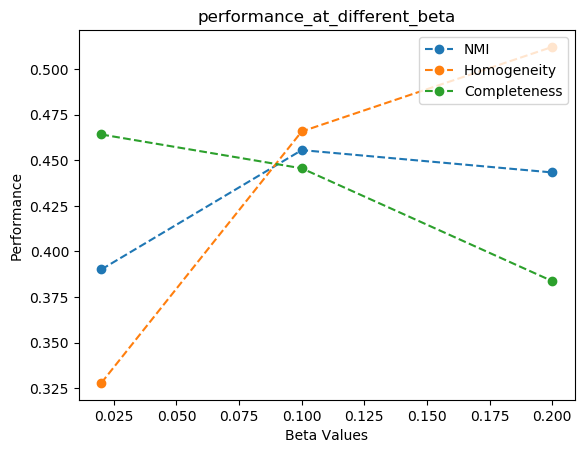 performance_at_different_beta
NMI
Homogeneity
Completeness
0.500
0.475
0.450
0.425
0.400
0.375
0.350
0.325
Performance
0.025 0.050 0.075 0.100 0.125 0.150 0.175 0.200
Beta Values